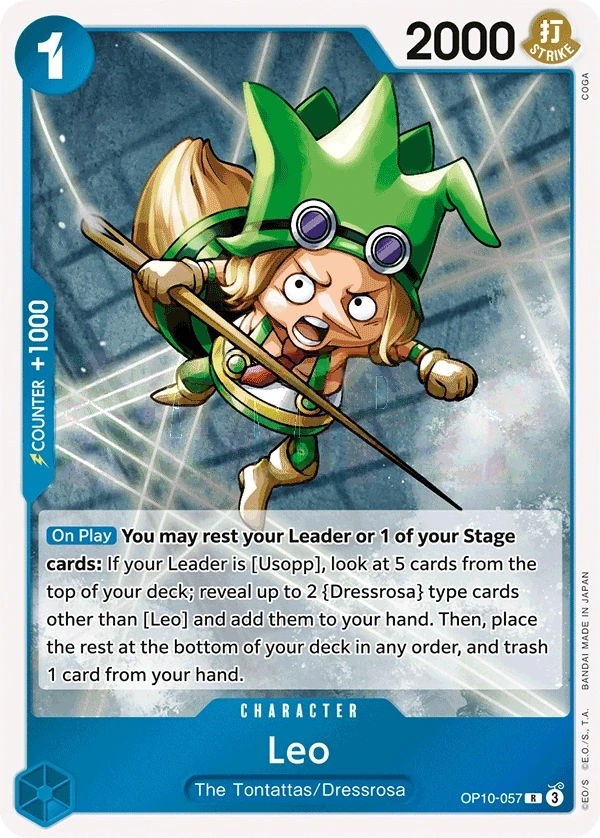 1
2000
打
STRIKE
COGA
COUNTER +1000
On Play You may rest your Leader or 1 of your Stage
cards: If your Leader is [Usopp], look at 5 cards from the
top of your deck; reveal up to 2 {Dressrosa} type cards
other than [Leo] and add them to your hand. Then, place
the rest at the bottom of your deck in any order, and trash
1 card from your hand.
CHARACTER
Leo
The Tontattas/Dressrosa
OP10-057 R 3
©EO/S ©E.O./S., T.A. BANDAI MADE IN JAPAN